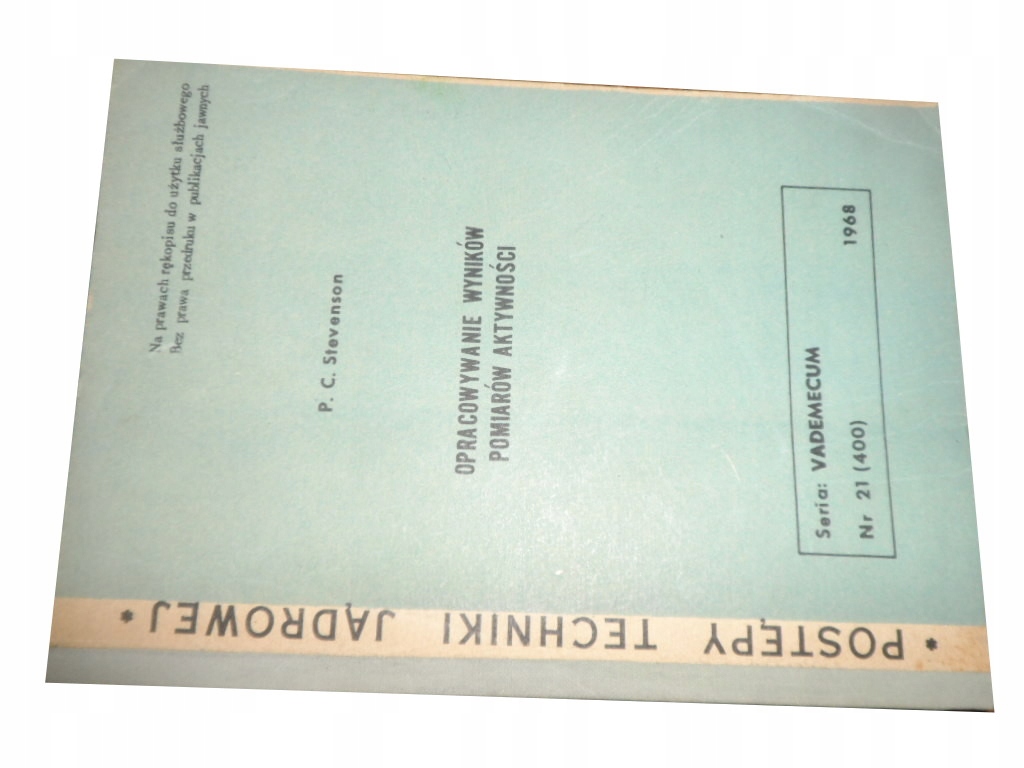 Na prawach rękopisu do użytku służbowego
Bez prawa przedruku w publikacjach jawnych
P. C. Stevenson
OPRACOWYWANIE WYNIKÓW
POMIARÓW AKTYWNOŚCI
Seria: VADEMECUM
Nr 21 (400) 1968
* POSTĘPY TECHNIKI JĄDROWEJ *